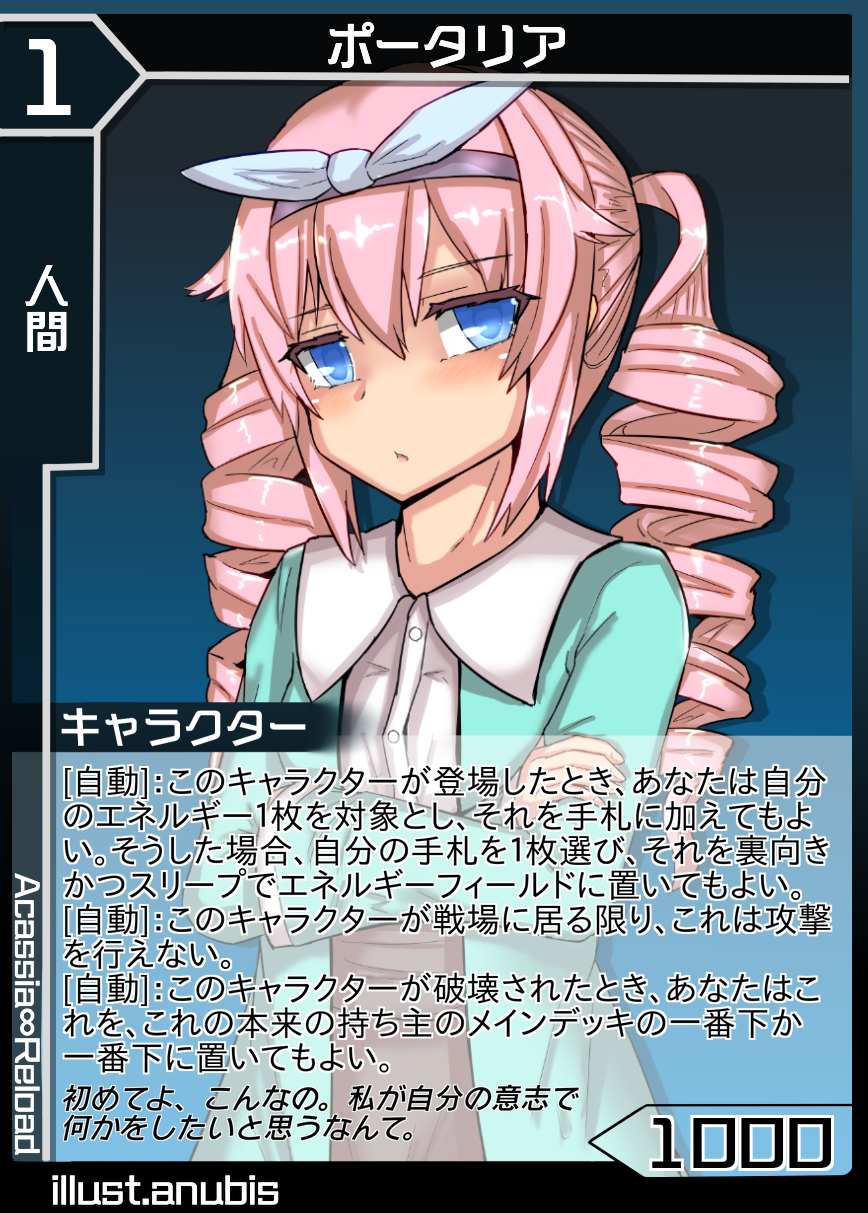 1
ポータリア
人間
キャラクター
[自動]:このキャラクターが登場したとき、あなたは自分
のエネルギー1枚を対象とし、それを手札に加えてもよ
い。そうした場合、自分の手札を1枚選び、それを裏向き
かつスリープでエネルギーフィールドに置いてもよい。
[自動]:このキャラクターが戦場に居る限り、これは攻撃
を行えない。
[自動]:このキャラクターが破壊されたとき、あなたはこ
れを、これの本来の持ち主のメインデッキの一番下か
一番下に置いてもよい。
初めてよ、こんなの。私が自分の意志で
何かをしたいと思うなんて。
1000
Acassia∞Reload
illust.anubis